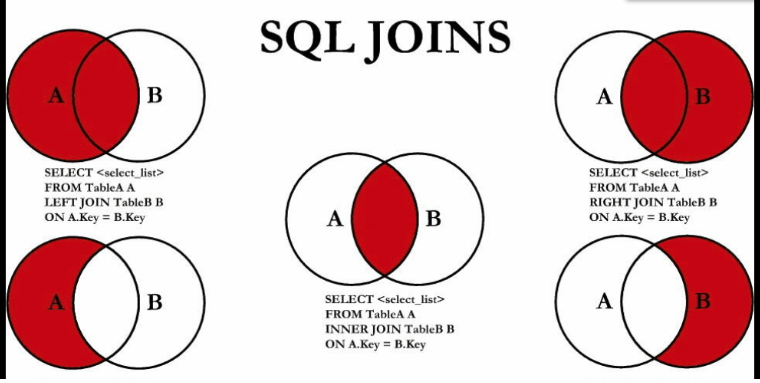 SQL JOINS
A B
SELECT <select_list>
FROM TableA A
LEFT JOIN TableB B
ON A.Key = B.Key
A B
SELECT <select_list>
FROM TableA A
RIGHT JOIN TableB B
ON A.Key = B.Key
A B
SELECT <select_list>
FROM TableA A
INNER JOIN TableB B
ON A.Key = B.Key
A B
A B